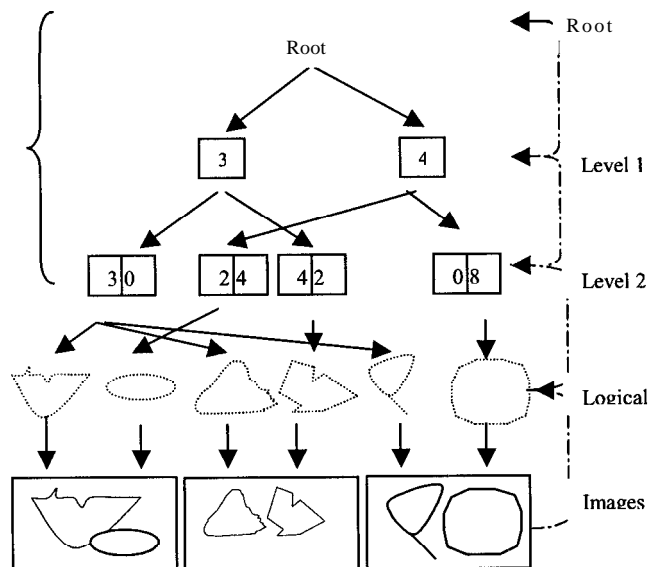 Root
Root
3 4
Level 1
3 0 2 4 4 2 0 8
Level 2
Logical
Images